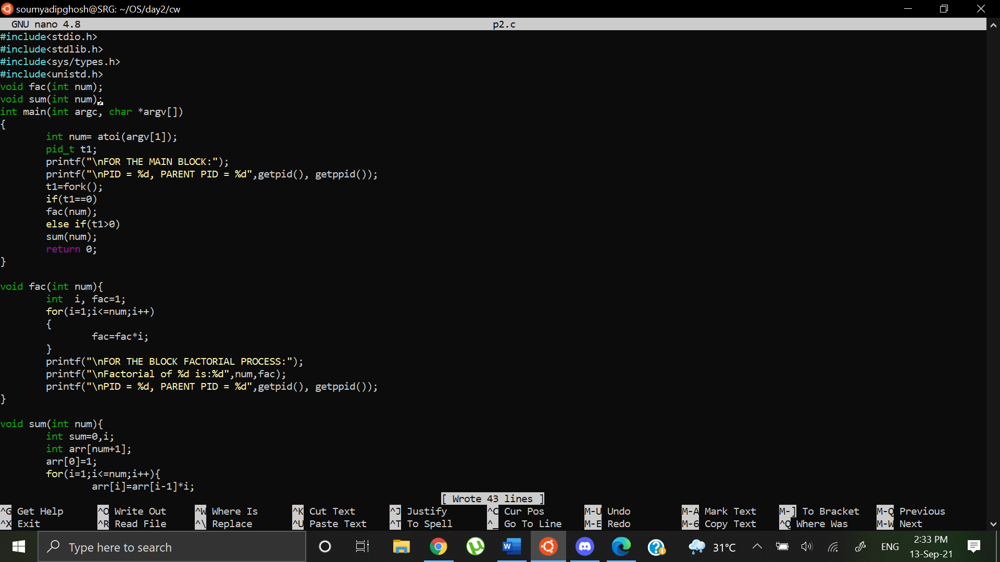 soumyadipghosh@SRG: ~/OS/day2/cw
GNU nano 4.8 p2.c
#include<stdio.h>
#include<stdlib.h>
#include<sys/types.h>
#include<unistd.h>
void fac(int num);
void sum(int num);
int main(int argc, char *argv[])
{
        int num= atoi(argv[1]);
        pid_t t1;
        printf("\nFOR THE MAIN BLOCK:");
        printf("\nPID = %d, PARENT PID = %d",getpid(), getppid());
        t1=fork();
        if(t1==0)
        fac(num);
        else if(t1>0)
        sum(num);
        return 0;
}
void fac(int num){
        int  i, fac=1;
        for(i=1;i<=num;i++)
        {
                fac=fac*i;
        }
        printf("\nFOR THE BLOCK FACTORIAL PROCESS:");
        printf("\nFactorial of %d is:%d",num,fac);
        printf("\nPID = %d, PARENT PID = %d",getpid(), getppid());
}
void sum(int num){
        int sum=0,i;
        int arr[num+1];
        arr[0]=1;
        for(i=1;i<=num;i++){
                arr[i]=arr[i-1]*i;
[ Wrote 43 lines ]
^G Get Help ^O Write Out ^W Where Is ^K Cut Text ^J Justify ^C Cur Pos M-U Undo M-A Mark Text M-] To Bracket M-Q Previous
^X Exit ^R Read File ^\ Replace ^U Paste Text ^T To Spell ^_ Go To Line M-E Redo M-6 Copy Text ^Q Where Was M-W Next
Type here to search 31°C ENG 2:33 PM
13-Sep-21